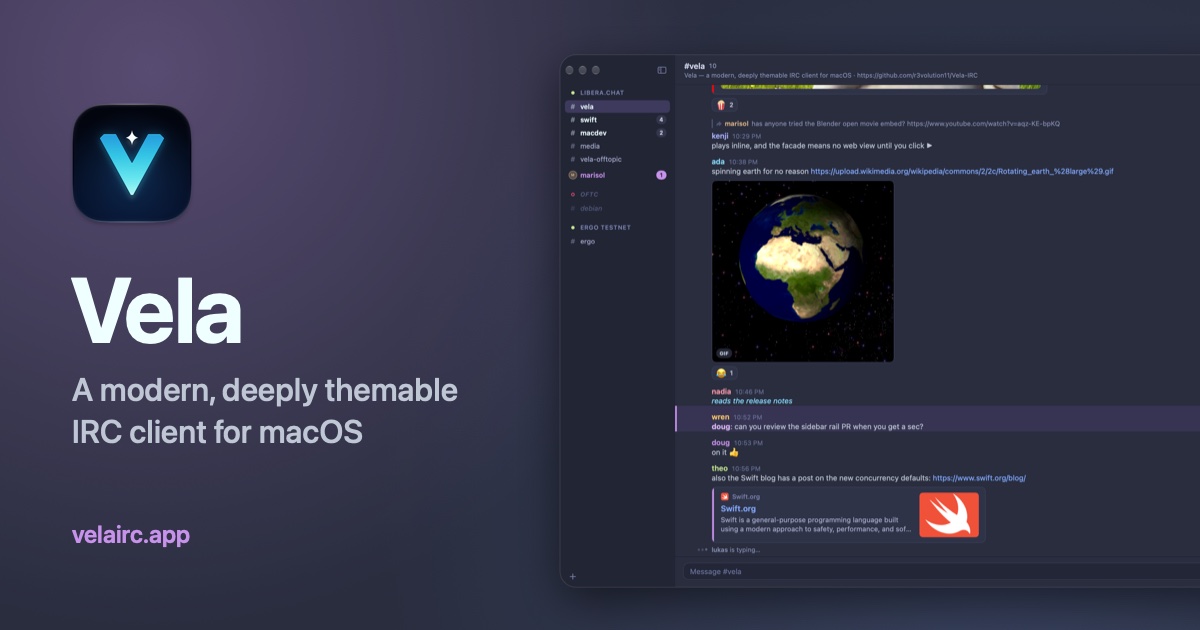 Vela
A modern, deeply themable
IRC client for macOS
velairc.app
LIBERA.CHAT
# vela
# swift 4
# macdev 2
# media
# vela-offtopic
marisol 1
OFTC
# debian
ERGO TESTNET
# ergo
+
#vela 10
Vela — a modern, deeply themable IRC client for macOS · https://github.com/r3volution11/Vela-IRC
🍿 2
marisol has anyone tried the Blender open movie embed? https://www.youtube.com/watch?v=aqz-KE-bpKQ
kenji 10:29 PM
plays inline, and the facade means no web view until you click ▶
ada 10:38 PM
spinning earth for no reason https://upload.wikimedia.org/wikipedia/commons/2/2c/Rotating_earth_%28large%29.gif
GIF
😂 1
nadia 10:46 PM
reads the release notes
wren 10:52 PM
doug: can you review the sidebar rail PR when you get a sec?
doug 10:53 PM
on it 👍
theo 10:56 PM
also the Swift blog has a post on the new concurrency defaults: https://www.swift.org/blog/
Swift.org
Swift.org
Swift is a general-purpose programming language built
using a modern approach to safety, performance, and sof...
lukas is typing...
Message #vela